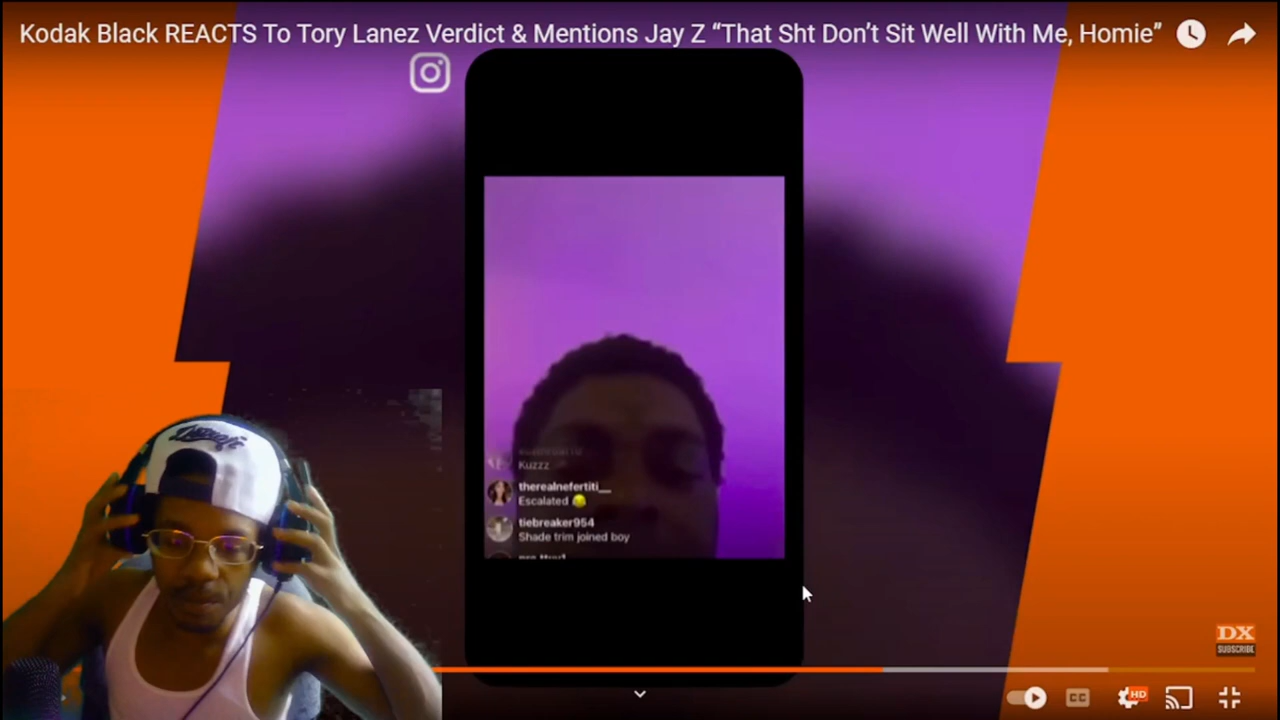 Kodak Black REACTS To Tory Lanez Verdict & Mentions Jay Z “That Sht Don’t Sit Well With Me, Homie”
Kuzzz
therealnefertiti__
Escalated 😂
tiebreaker954
Shade trim joined boy
DX
SUBSCRIBE
CC
HD